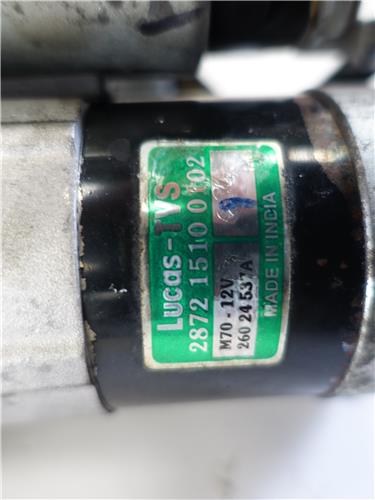 Lucas-TVS
2872 1510 0102
M70 - 12V
260 24 537A
MADE IN INDIA